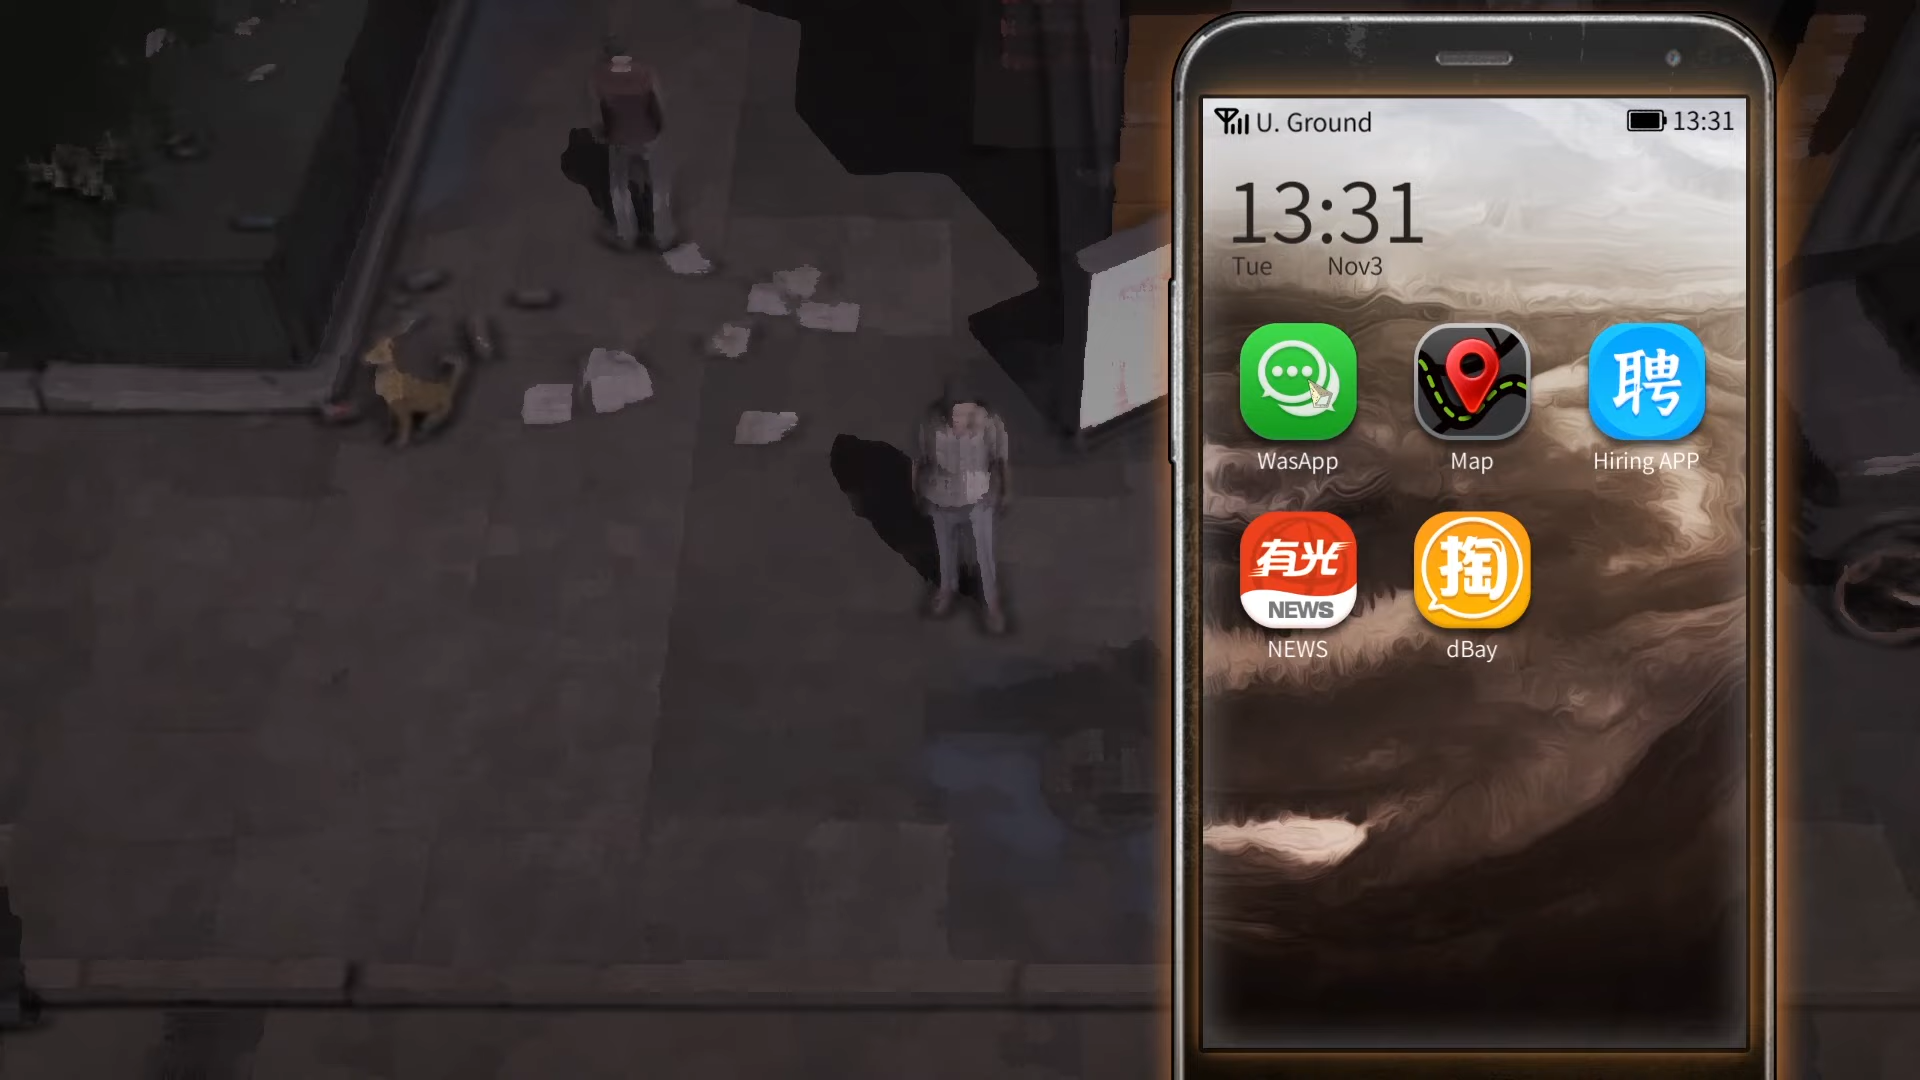 U. Ground
13:31
13:31
Tue Nov3
WasApp
Map
聘
Hiring APP
有光
NEWS
NEWS
掏
dBay